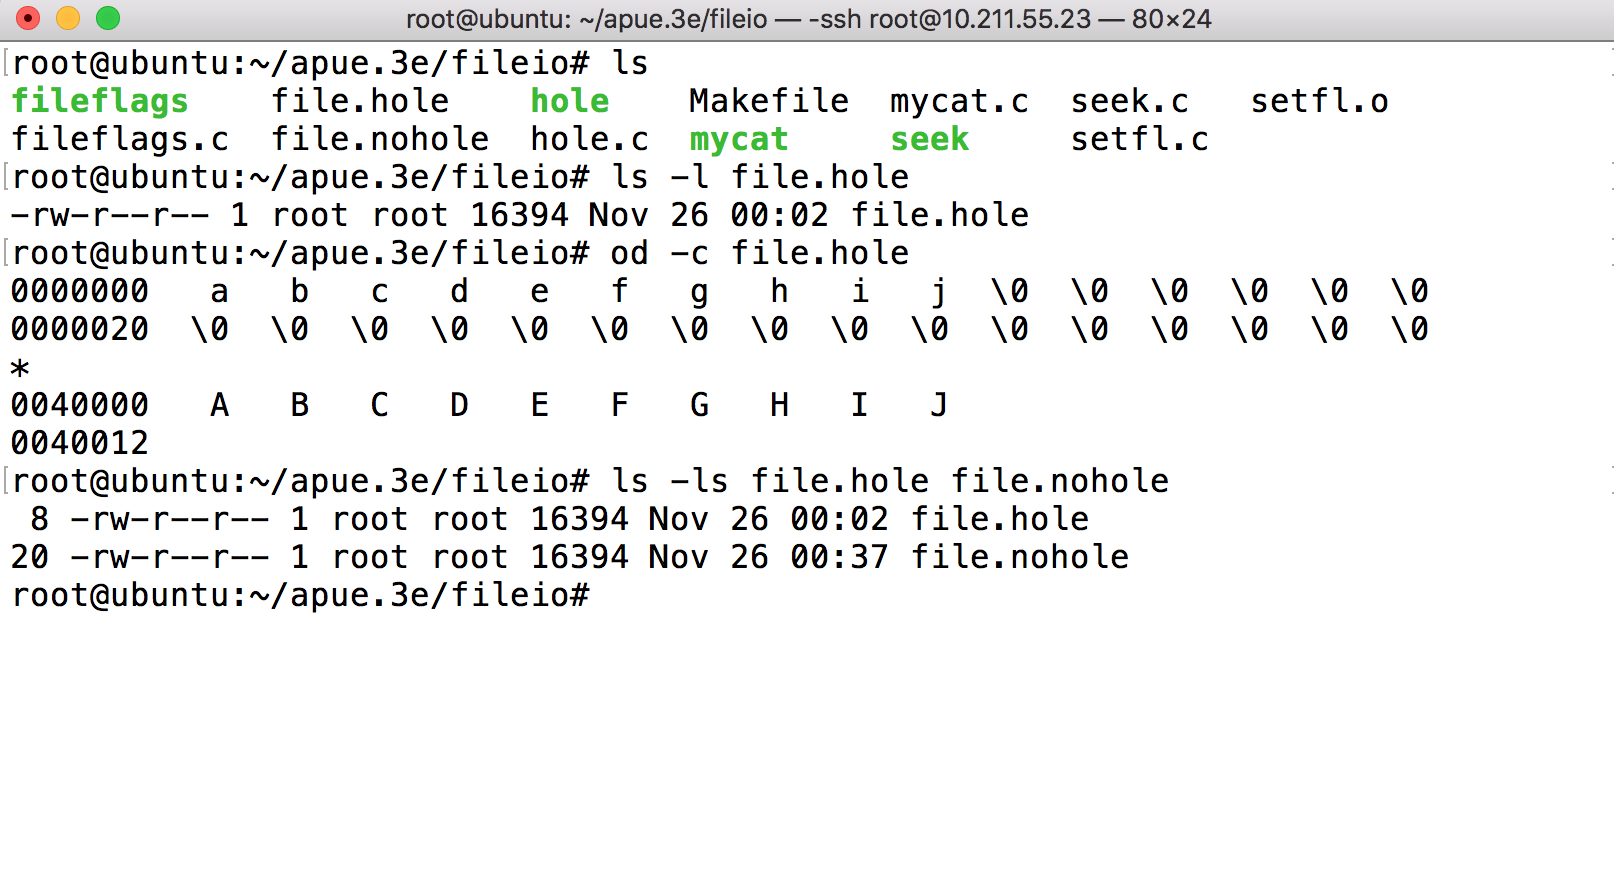 root@ubuntu: ~/apue.3e/fileio — -ssh root@10.211.55.23 — 80×24
[root@ubuntu:~/apue.3e/fileio# ls
fileflags    file.hole    hole    Makefile  mycat.c  seek.c   setfl.o
fileflags.c  file.nohole  hole.c  mycat     seek     setfl.c
[root@ubuntu:~/apue.3e/fileio# ls -l file.hole
-rw-r--r-- 1 root root 16394 Nov 26 00:02 file.hole
[root@ubuntu:~/apue.3e/fileio# od -c file.hole
0000000   a   b   c   d   e   f   g   h   i   j  \0  \0  \0  \0  \0  \0
0000020  \0  \0  \0  \0  \0  \0  \0  \0  \0  \0  \0  \0  \0  \0  \0  \0
*
0040000   A   B   C   D   E   F   G   H   I   J
0040012
[root@ubuntu:~/apue.3e/fileio# ls -ls file.hole file.nohole
 8 -rw-r--r-- 1 root root 16394 Nov 26 00:02 file.hole
20 -rw-r--r-- 1 root root 16394 Nov 26 00:37 file.nohole
root@ubuntu:~/apue.3e/fileio#